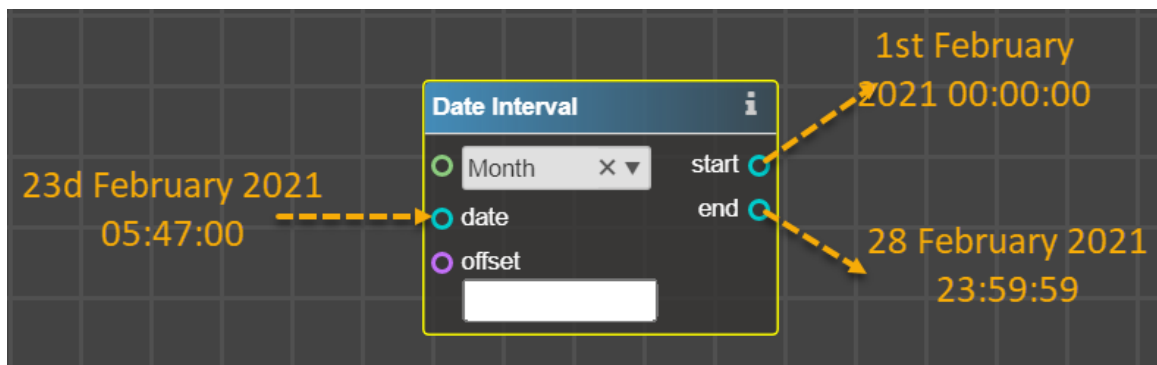 1st February
2021 00:00:00
Date Interval
i
Month
start
23d February 2021
05:47:00
date
end
28 February 2021
23:59:59
offset